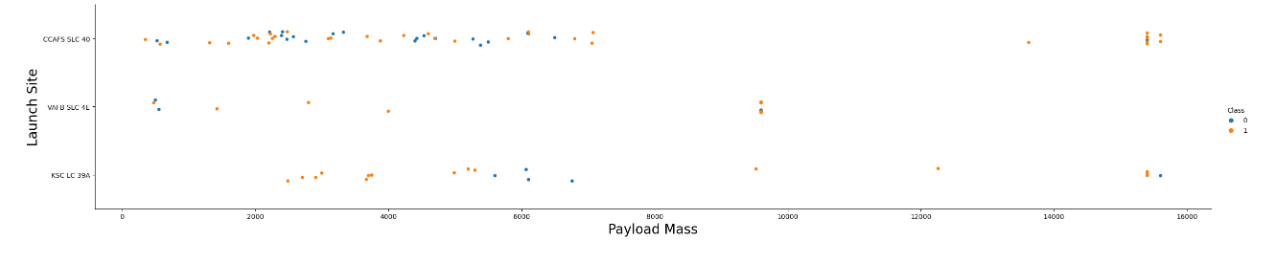 Launch Site
CCAFS SLC 40
VAFB SLC 4E
KSC LC 39A
0 2000 4000 6000 8000 10000 12000 14000 16000
Payload Mass
Class
0
1